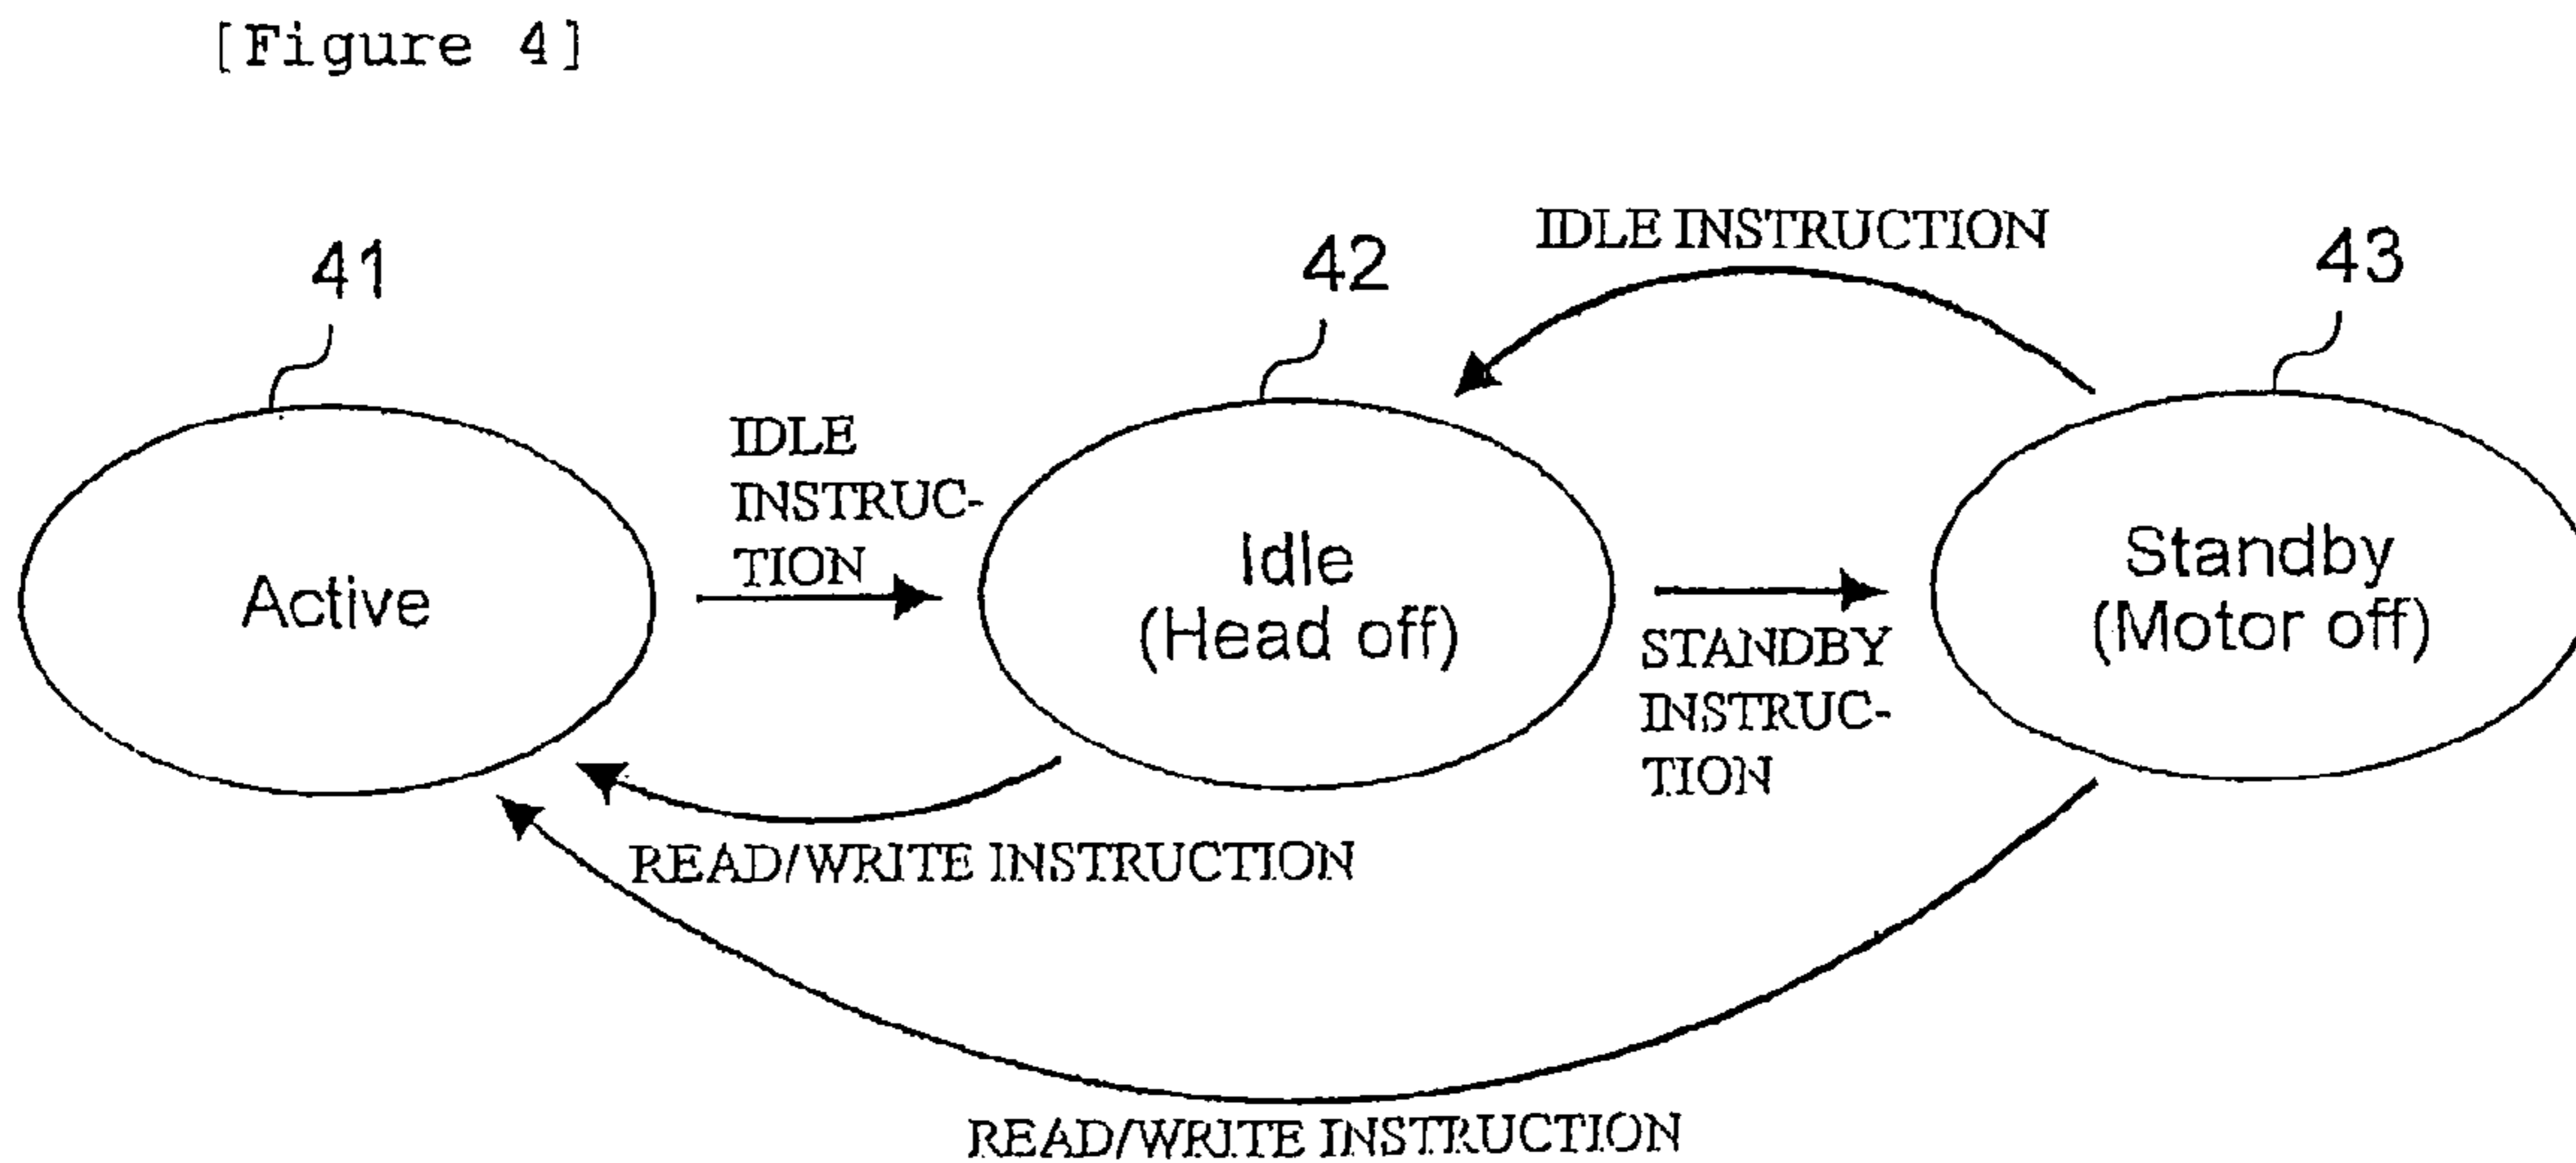 [Figure 4]
IDLE INSTRUCTION
41
42
43
IDLE
INSTRUC-
TION
Active
Idle
(Head off)
Standby
(Motor off)
STANDBY
INSTRUC-
TION
READ/WRITE INSTRUCTION
READ/WRITE INSTRUCTION